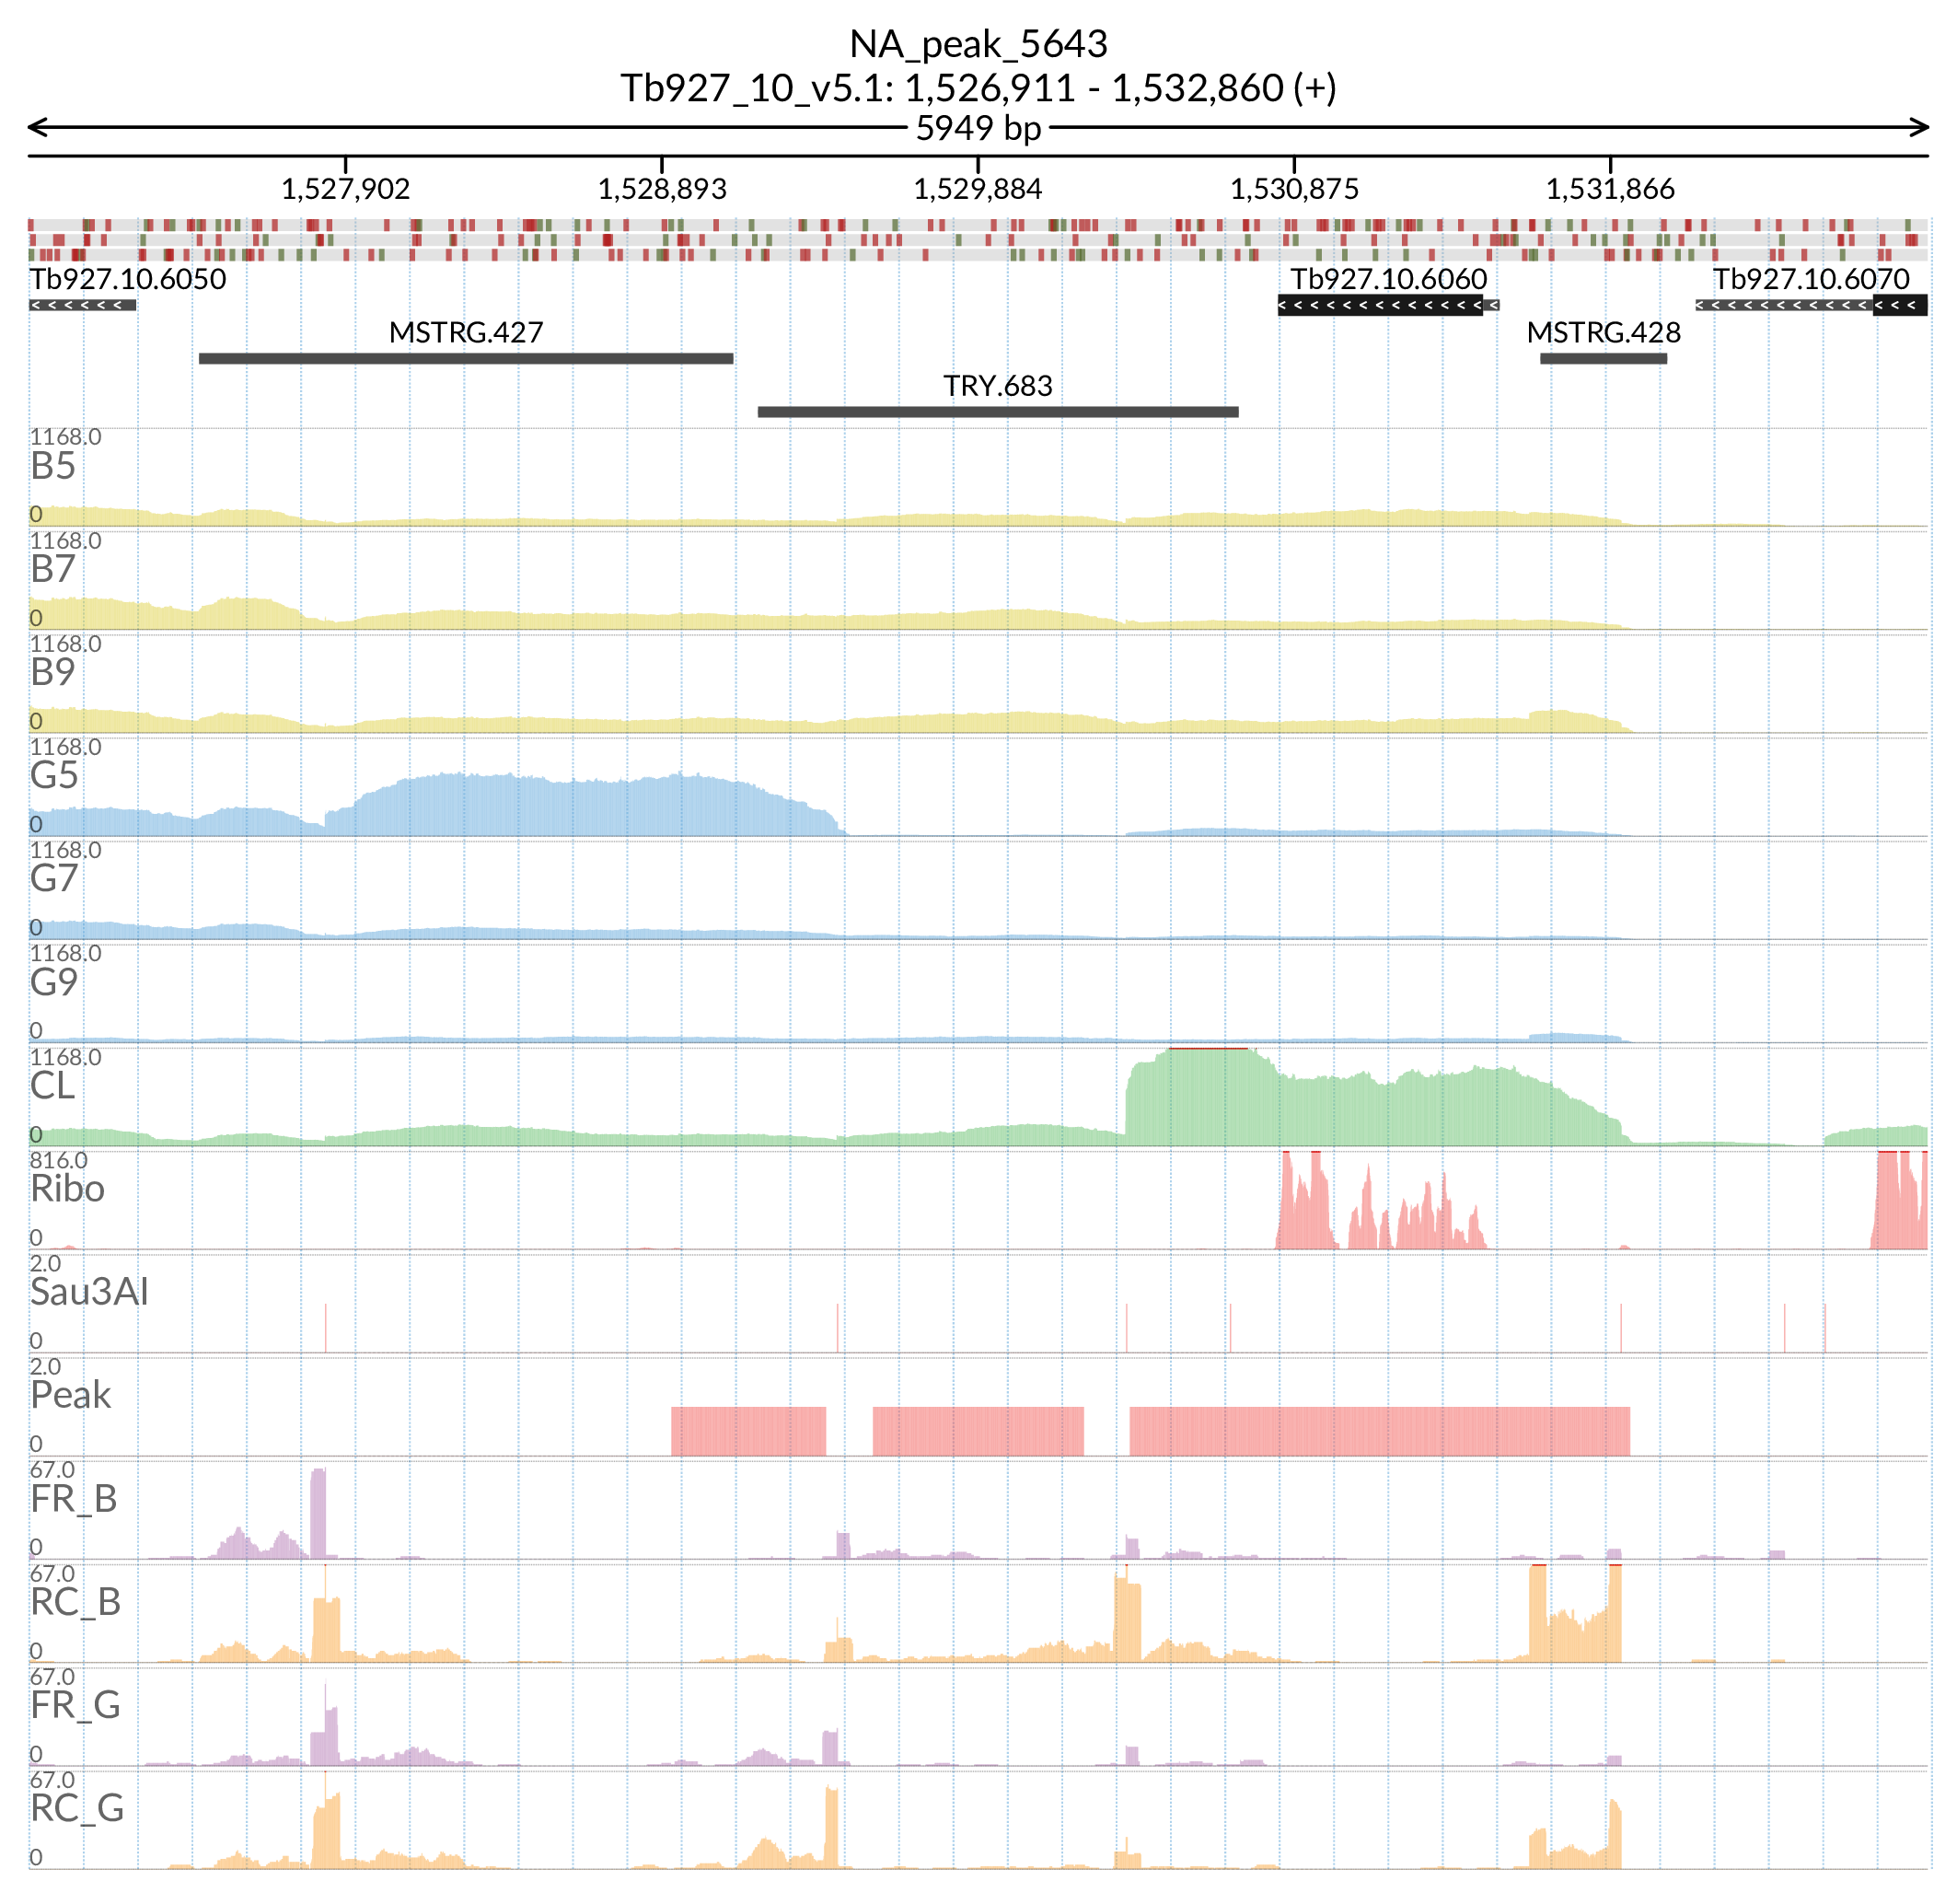 NA_peak_5643
Tb927_10_v5.1: 1,526,911 - 1,532,860 (+)
5949 bp
1,527,902 1,528,893 1,529,884 1,530,875 1,531,866
Tb927.10.6050 Tb927.10.6060 Tb927.10.6070
MSTRG.427 MSTRG.428
TRY.683
1168.0
B5
0
1168.0
B7
0
1168.0
B9
0
1168.0
G5
0
1168.0
G7
0
1168.0
G9
0
1168.0
CL
0
816.0
Ribo
0
2.0
Sau3AI
0
2.0
Peak
0
67.0
FR_B
0
67.0
RC_B
0
67.0
FR_G
0
67.0
RC_G
0